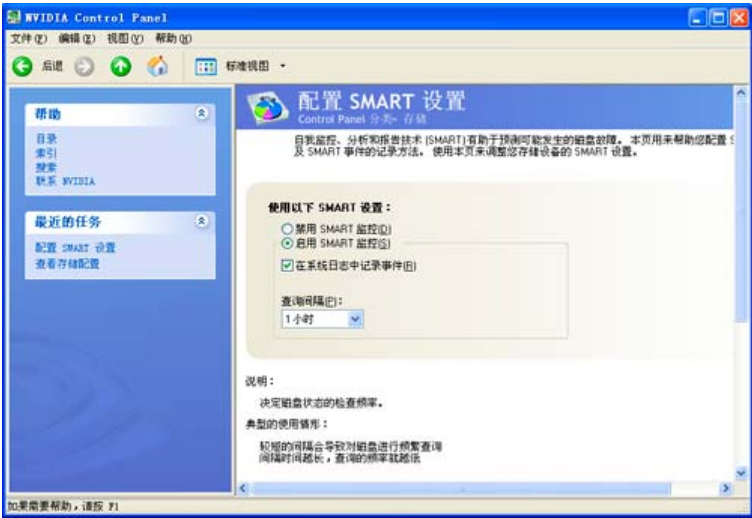 NVIDIA Control Panel
文件(F) 编辑(E) 视图(V) 帮助(H)
后退 标准视图
帮助
目录
索引
搜索
联系 NVIDIA
最近的任务
配置 SMART 设置
查看存储配置
配置 SMART 设置
Control Panel 分类- 存储
自我监控、分析和报告技术 (SMART)有助于预测可能发生的磁盘故障。 本页用来帮助您配置 S
及 SMART 事件的记录方法。 使用本页来调整您存储设备的 SMART 设置。
使用以下 SMART 设置：
禁用 SMART 监控(D)
启用 SMART 监控(S)
在系统日志中记录事件(R)
查询间隔(P)：
1 小时
说明：
决定磁盘状态的检查频率。
典型的使用情形：
较短的间隔会导致对磁盘进行频繁查询
间隔时间越长，查询的频率就越低
如果需要帮助，请按 F1